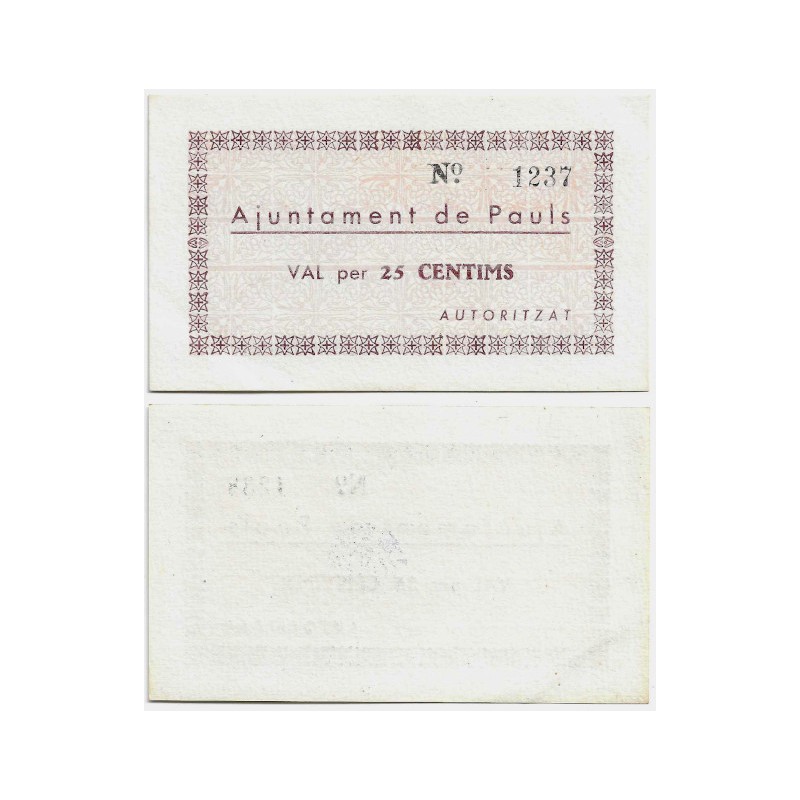 Nº 1237
Ajuntament de Pauls
VAL per 25 CENTIMS
AUTORITZAT